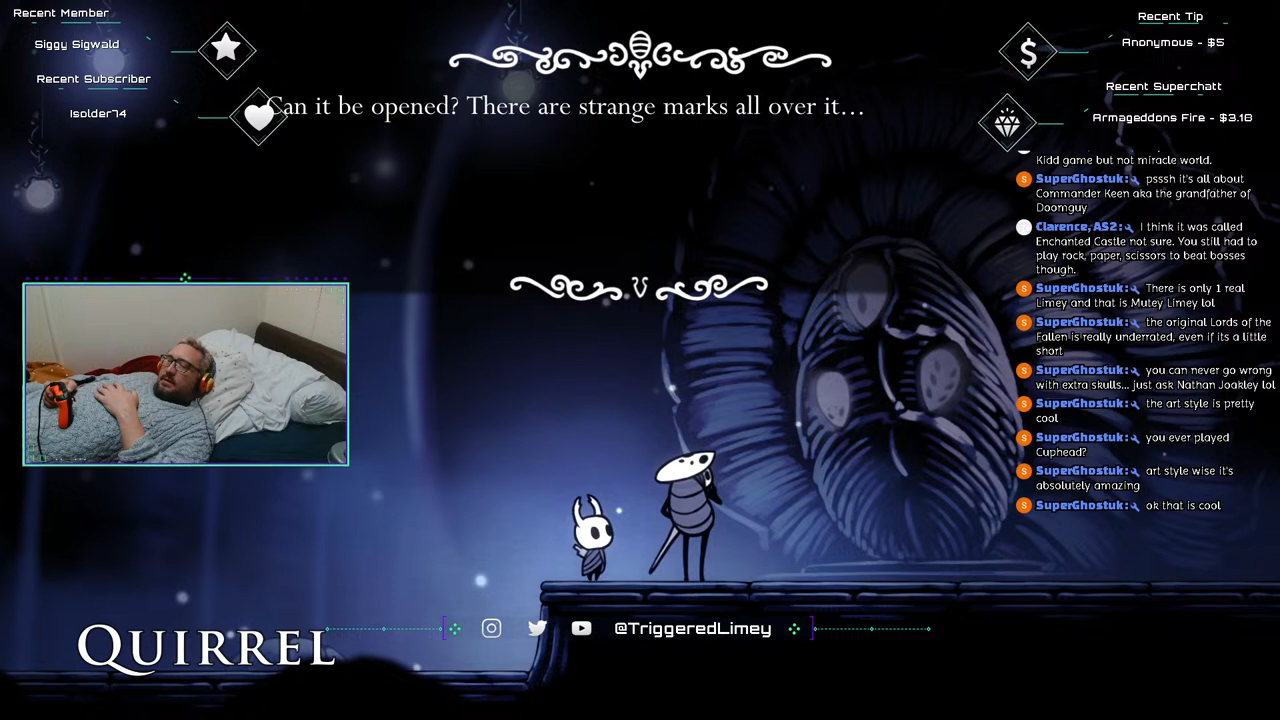 Recent Member
Siggy Sigwald
Recent Subscriber
Isolder74
Recent Tip
Anonymous - $5
Recent Superchatt
Armageddons Fire - $3.18
Can it be opened? There are strange marks all over it...
Kidd game but not miracle world.
SuperGhostuk: psssh it's all about
Commander Keen aka the grandfather of
Doomguy
Clarence, AS2: I think it was called
Enchanted Castle not sure. You still had to
play rock, paper, scissors to beat bosses
though.
SuperGhostuk: There is only 1 real
Limey and that is Mutey Limey lol
SuperGhostuk: the original Lords of the
Fallen is really underrated, even if its a little
short
SuperGhostuk: you can never go wrong
with extra skulls... just ask Nathan Joakley lol
SuperGhostuk: the art style is pretty
cool
SuperGhostuk: you ever played
Cuphead?
SuperGhostuk: art style wise it's
absolutely amazing
SuperGhostuk: ok that is cool
@TriggeredLimey
QUIRREL